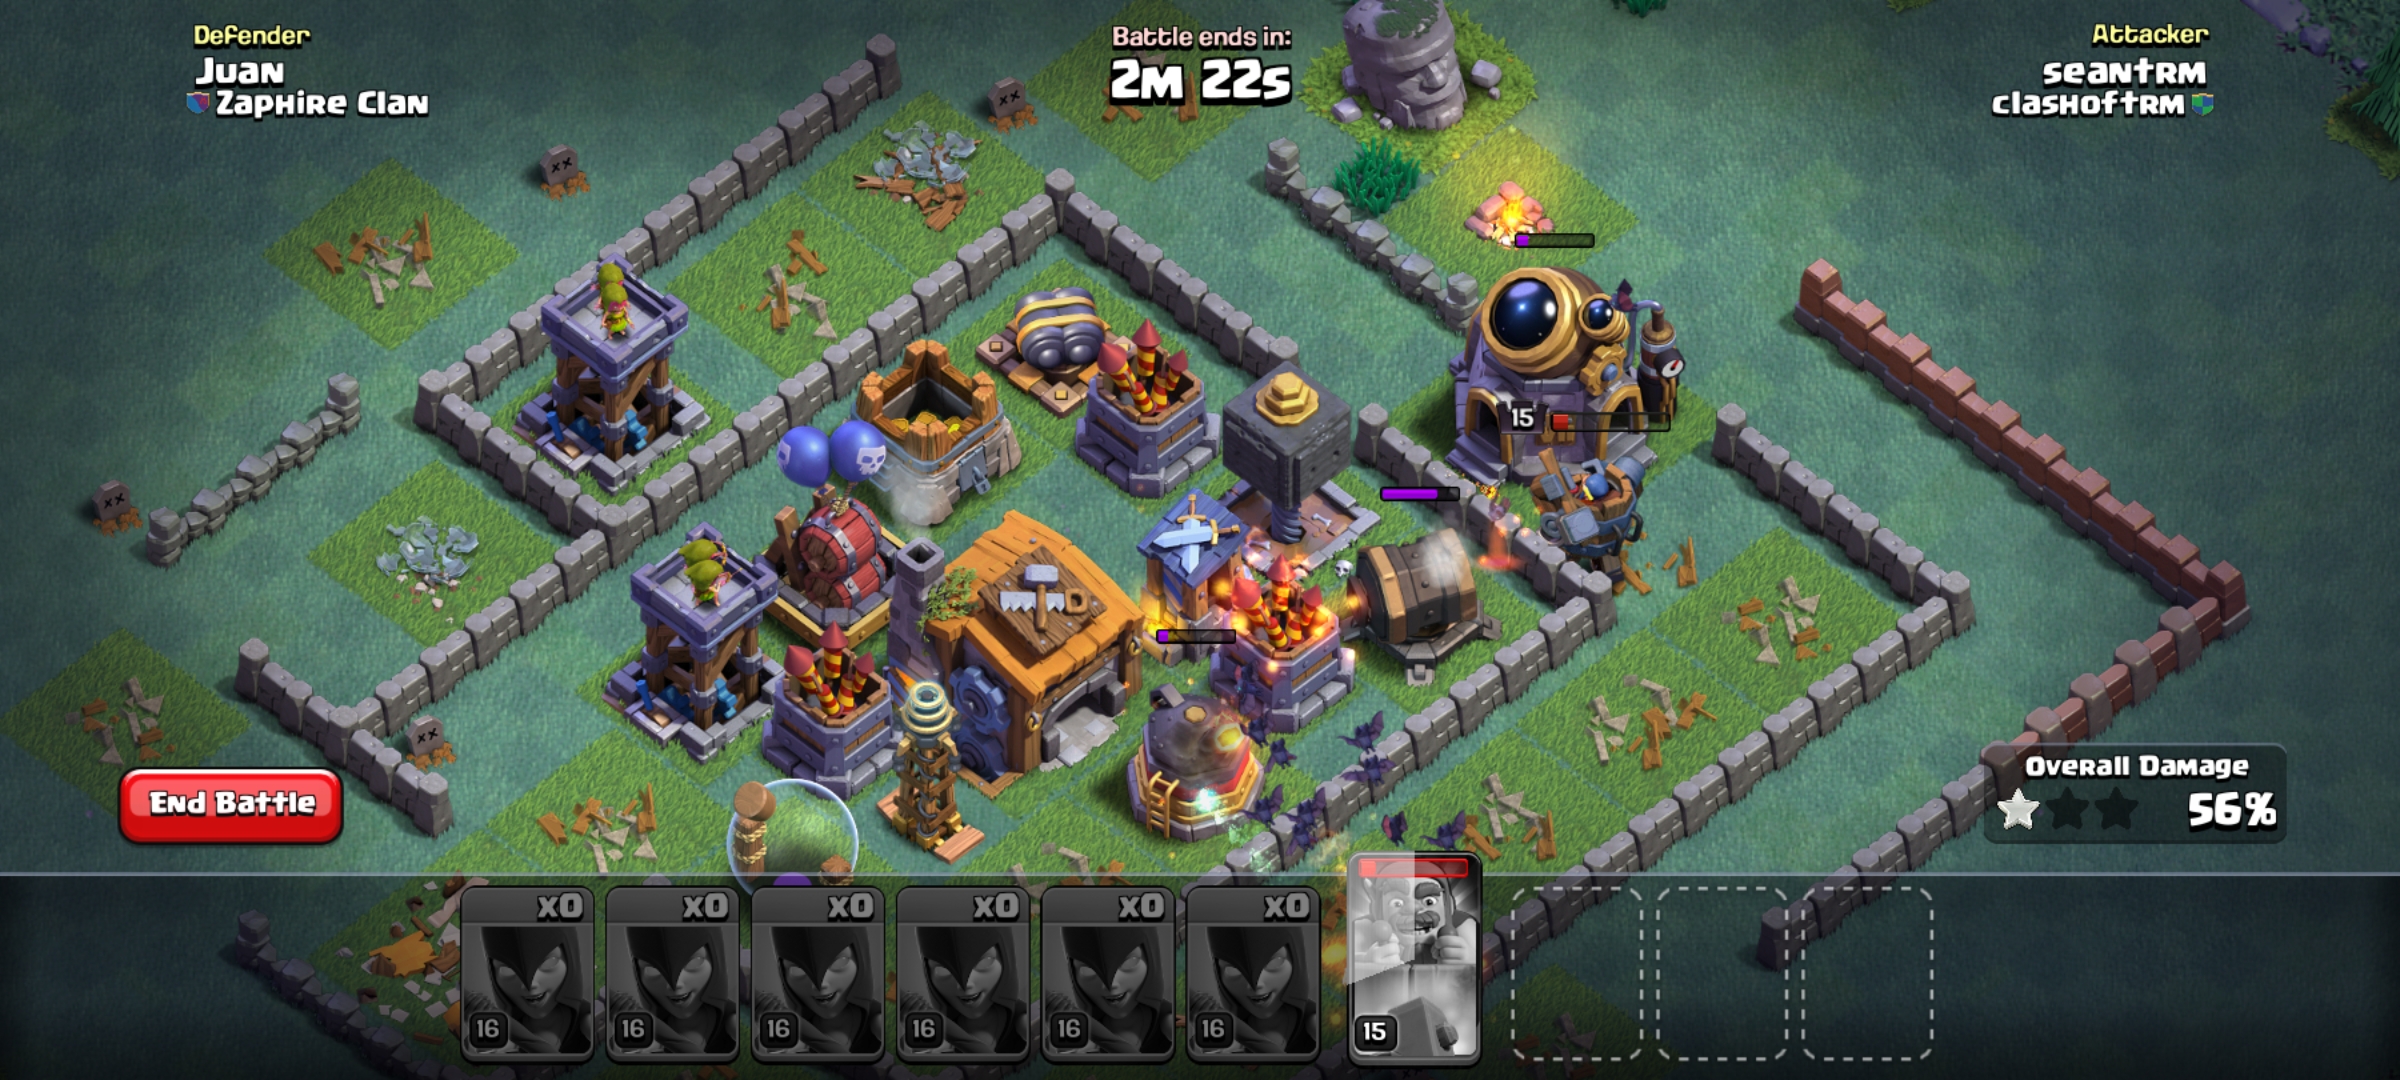 Defender
Juan
Zaphire Clan
Battle ends in:
2M 22s
Attacker
seantRM
clashoftRM
15
End Battle
Overall Damage
56%
x0
x0
x0
x0
x0
x0
16
16
16
16
16
16
15